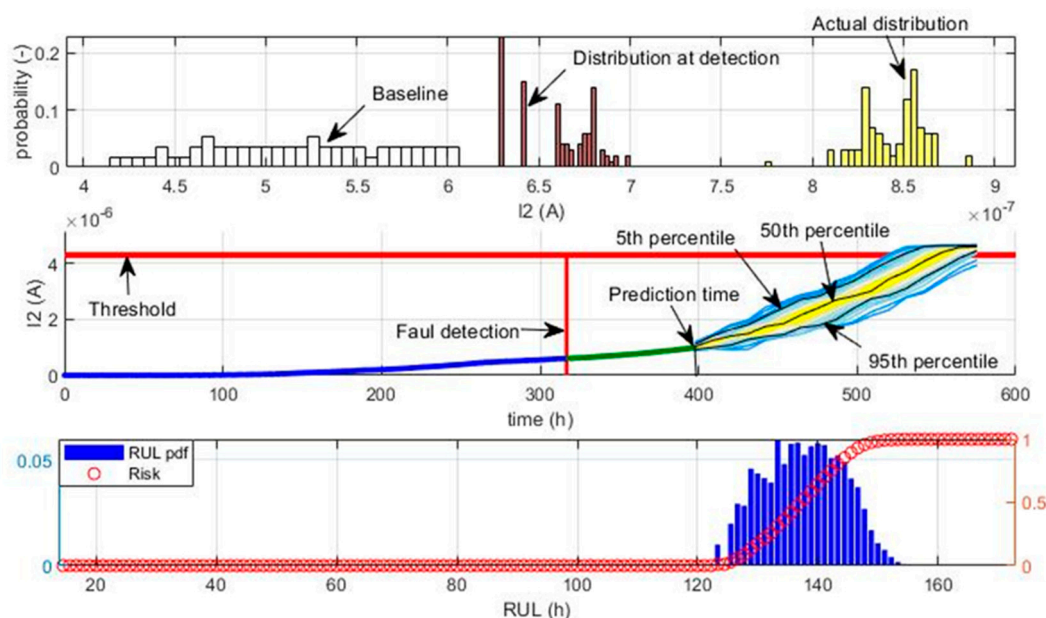 Actual distribution
Distribution at detection
Baseline
probability (-)
0.2
0.1
0
4 4.5 5 5.5 6 6.5 7 7.5 8 8.5 9
I2 (A)
×10⁻⁷
×10⁻⁶
5th percentile
50th percentile
Threshold
Prediction time
Faul detection
95th percentile
I2 (A)
4
2
0
0 100 200 300 400 500 600
time (h)
RUL pdf
Risk
0.05
0
1
0.5
0
20 40 60 80 100 120 140 160
RUL (h)